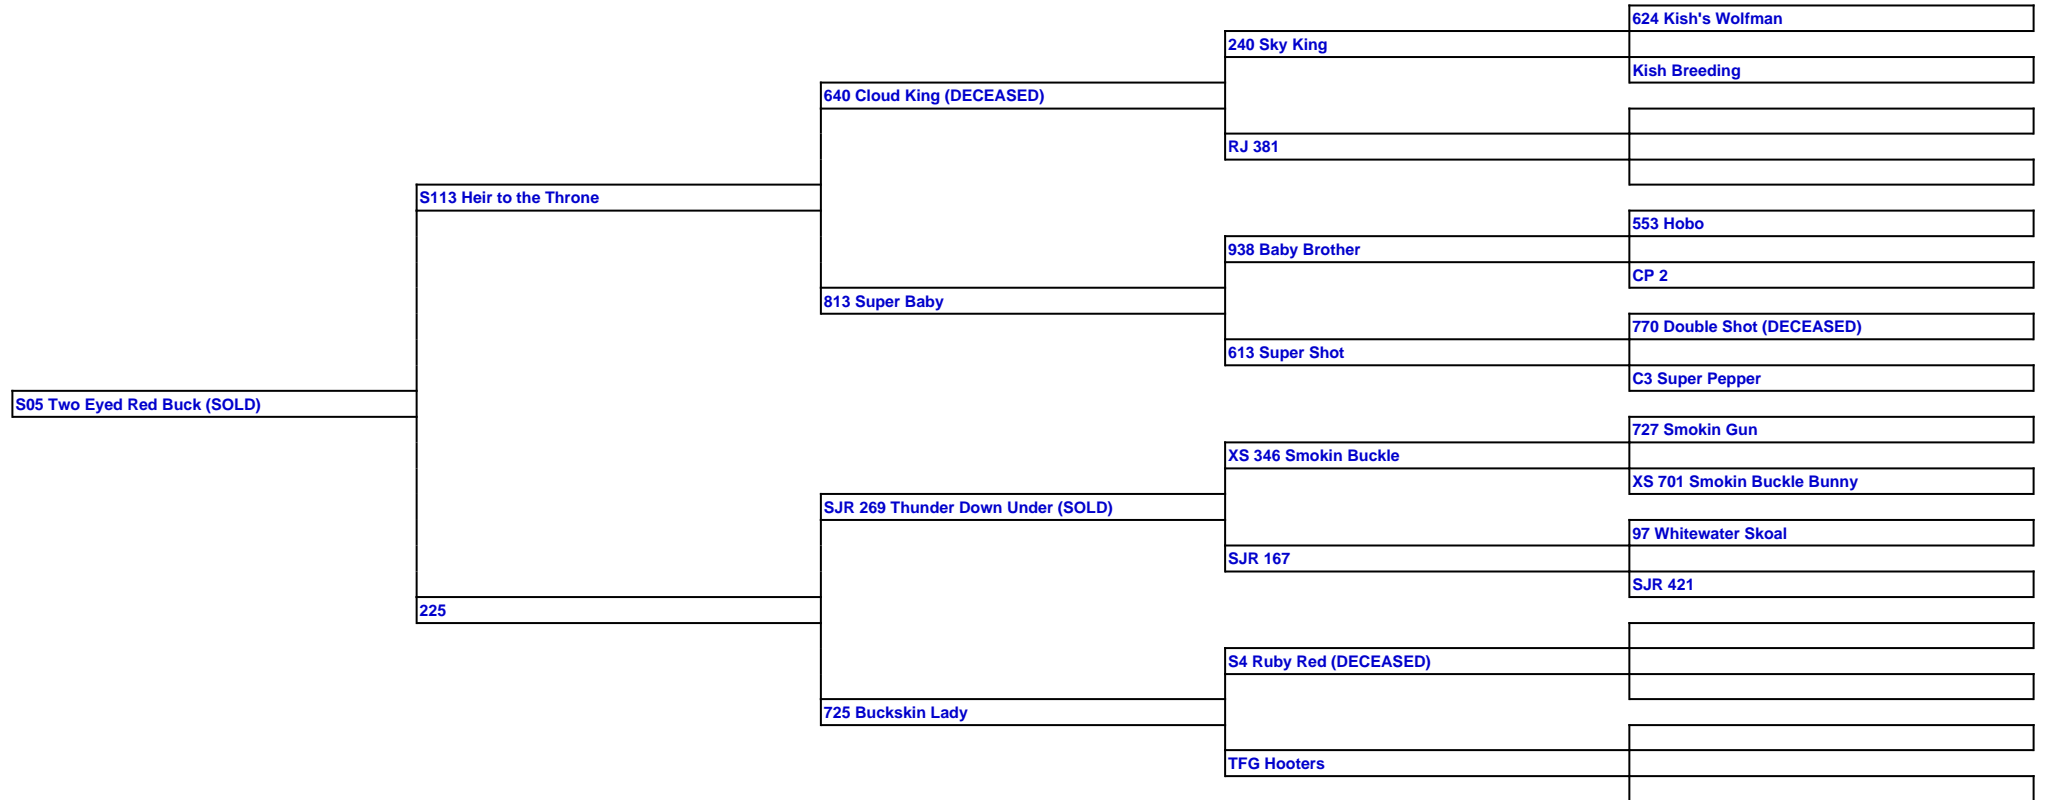 624 Kish's Wolfman
240 Sky King
Kish Breeding
640 Cloud King (DECEASED)
RJ 381
S113 Heir to the Throne
553 Hobo
938 Baby Brother
CP 2
813 Super Baby
770 Double Shot (DECEASED)
613 Super Shot
C3 Super Pepper
S05 Two Eyed Red Buck (SOLD)
727 Smokin Gun
XS 346 Smokin Buckle
XS 701 Smokin Buckle Bunny
SJR 269 Thunder Down Under (SOLD)
97 Whitewater Skoal
SJR 167
SJR 421
225
S4 Ruby Red (DECEASED)
725 Buckskin Lady
TFG Hooters